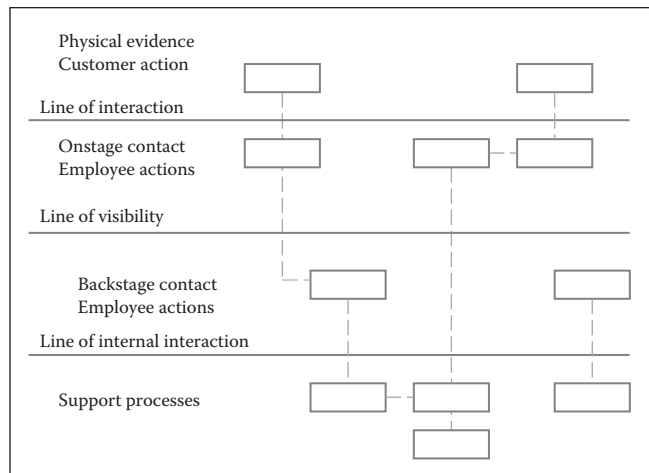 Physical evidence
Customer action
Line of interaction
Onstage contact
Employee actions
Line of visibility
Backstage contact
Employee actions
Line of internal interaction
Support processes